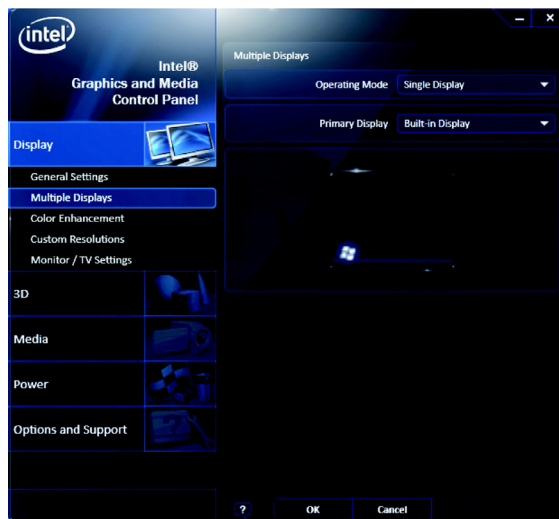 intel
Intel®
Graphics and Media
Control Panel
Display
General Settings
Multiple Displays
Color Enhancement
Custom Resolutions
Monitor / TV Settings
3D
Media
Power
Options and Support
Multiple Displays
Operating Mode Single Display
Primary Display Built-in Display
? OK Cancel